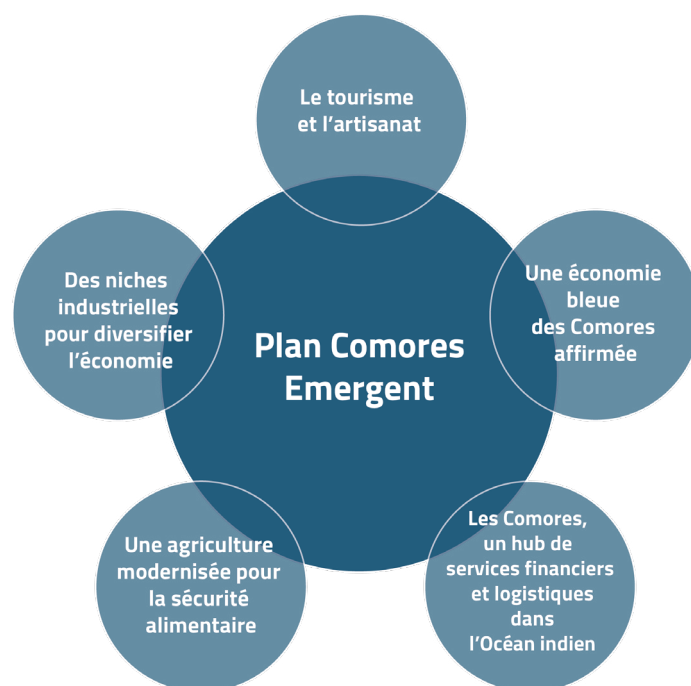 Le tourisme
et l'artisanat
Une économie
bleue
des Comores
affirmée
Les Comores,
un hub de
services financiers
et logistiques
dans
l'Océan indien
Une agriculture
modernisée pour
la sécurité
alimentaire
Des niches
industrielles
pour diversifier
l'économie
Plan Comores
Emergent